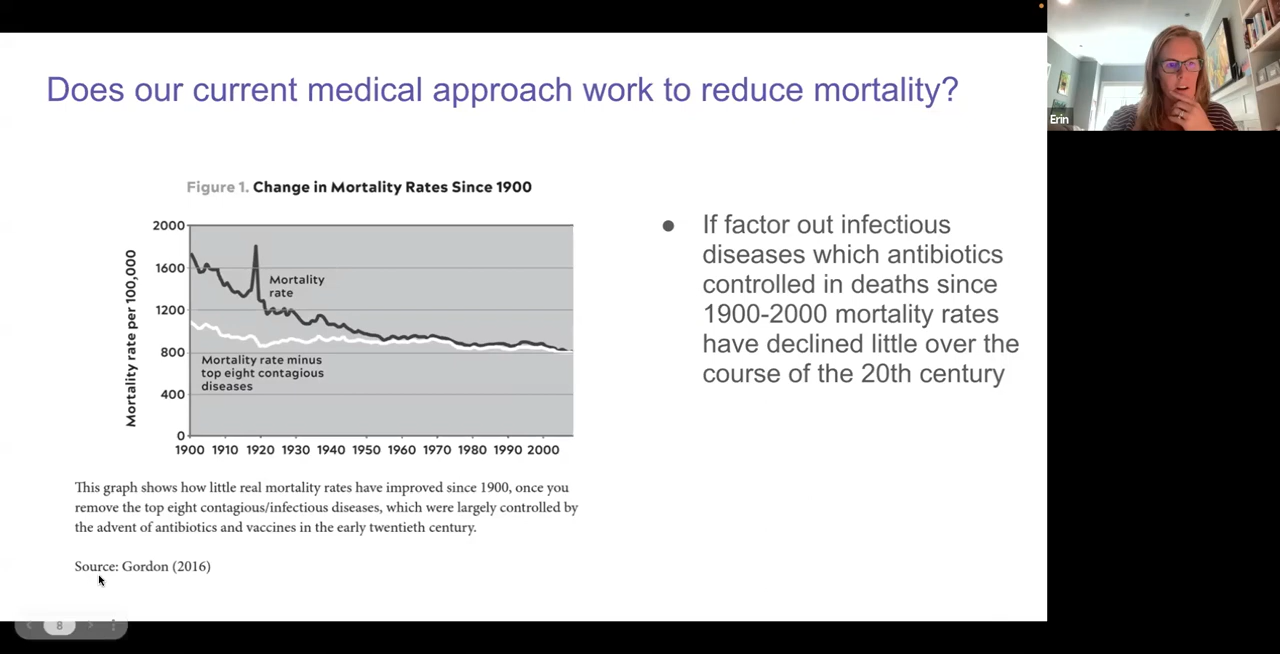 Does our current medical approach work to reduce mortality?
Erin
Figure 1. Change in Mortality Rates Since 1900
Mortality rate per 100,000
2000
1600
1200
800
400
0
Mortality
rate
Mortality rate minus
top eight contagious
diseases
1900 1910 1920 1930 1940 1950 1960 1970 1980 1990 2000
This graph shows how little real mortality rates have improved since 1900, once you
remove the top eight contagious/infectious diseases, which were largely controlled by
the advent of antibiotics and vaccines in the early twentieth century.
Source: Gordon (2016)
● If factor out infectious
diseases which antibiotics
controlled in deaths since
1900-2000 mortality rates
have declined little over the
course of the 20th century
8